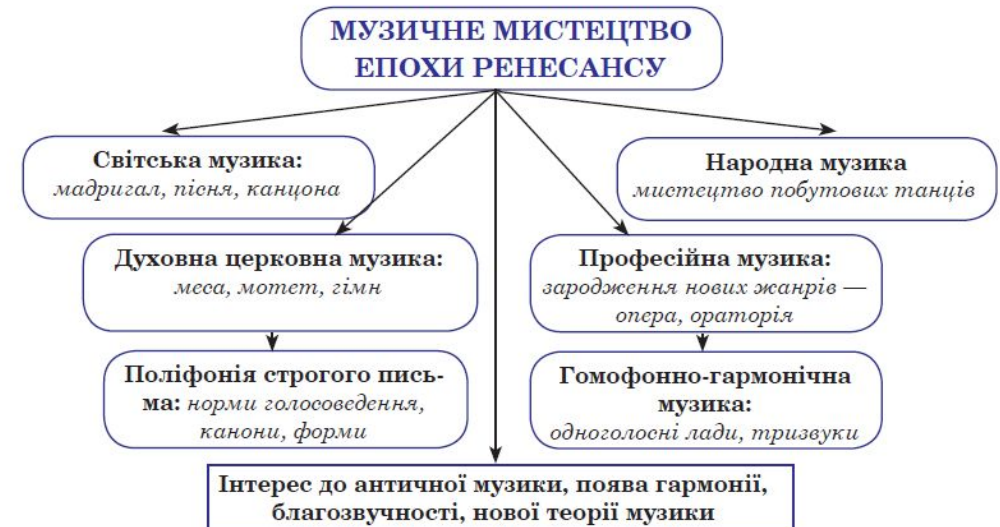 МУЗИЧНЕ МИСТЕЦТВО
ЕПОХИ РЕНЕСАНСУ
Світська музика:
мадригал, пісня, канцона
Народна музика
мистецтво побутових танців
Духовна церковна музика:
меса, мотет, гімн
Професійна музика:
зародження нових жанрів —
опера, ораторія
Поліфонія строгого пись-
ма: норми голосоведення,
канони, форми
Гомофонно-гармонічна
музика:
одноголосні лади, тризвуки
Інтерес до античної музики, поява гармонії,
благозвучності, нової теорії музики